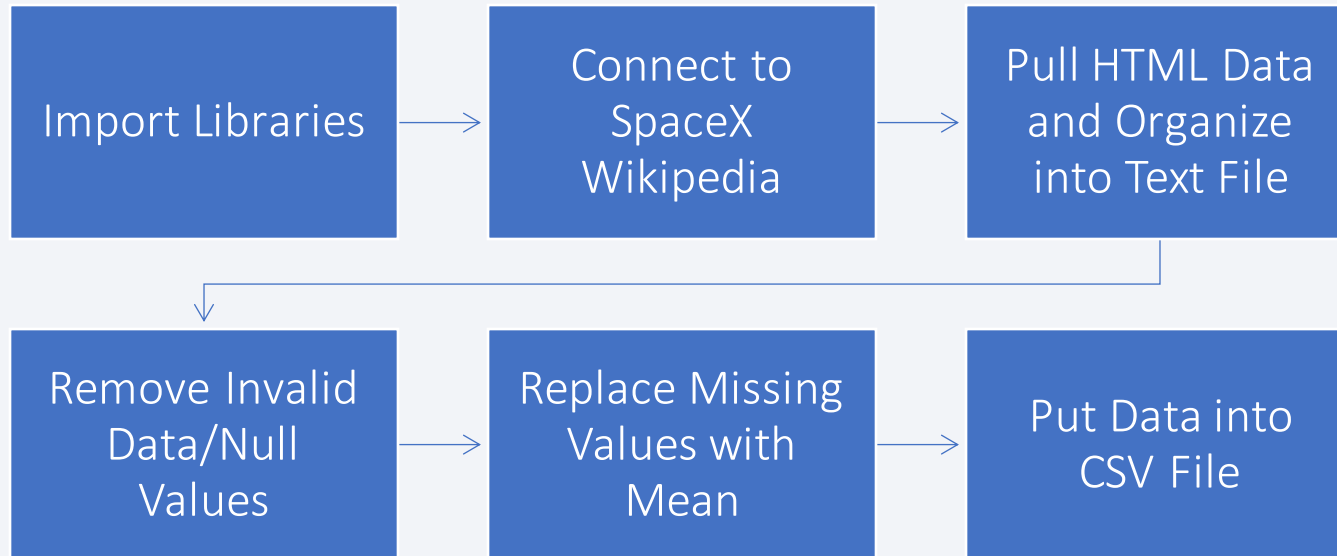 Import Libraries
Connect to
SpaceX
Wikipedia
Pull HTML Data
and Organize
into Text File
Remove Invalid
Data/Null
Values
Replace Missing
Values with
Mean
Put Data into
CSV File